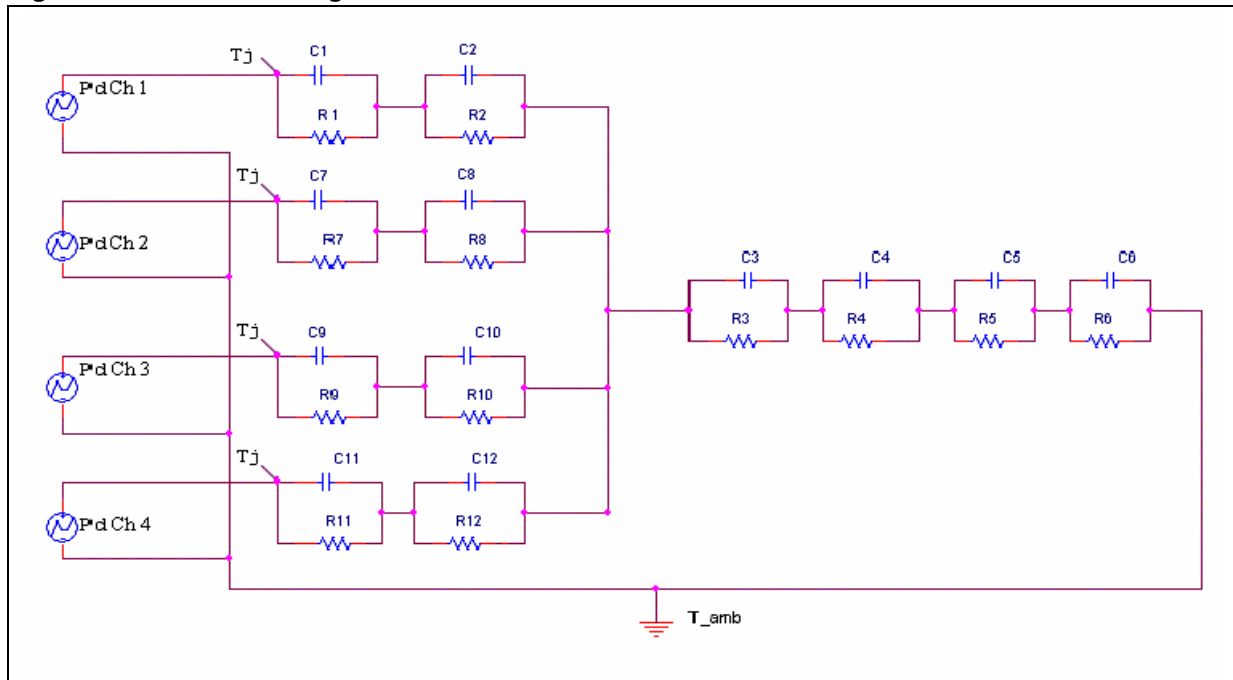 Tj
C1
C2
PdCh1
R1
R2
Tj
C7
C8
PdCh2
R7
R8
C3
C4
C5
C6
R3
R4
R5
R6
Tj
C9
C10
PdCh3
R9
R10
Tj
C11
C12
PdCh4
R11
R12
T_amb